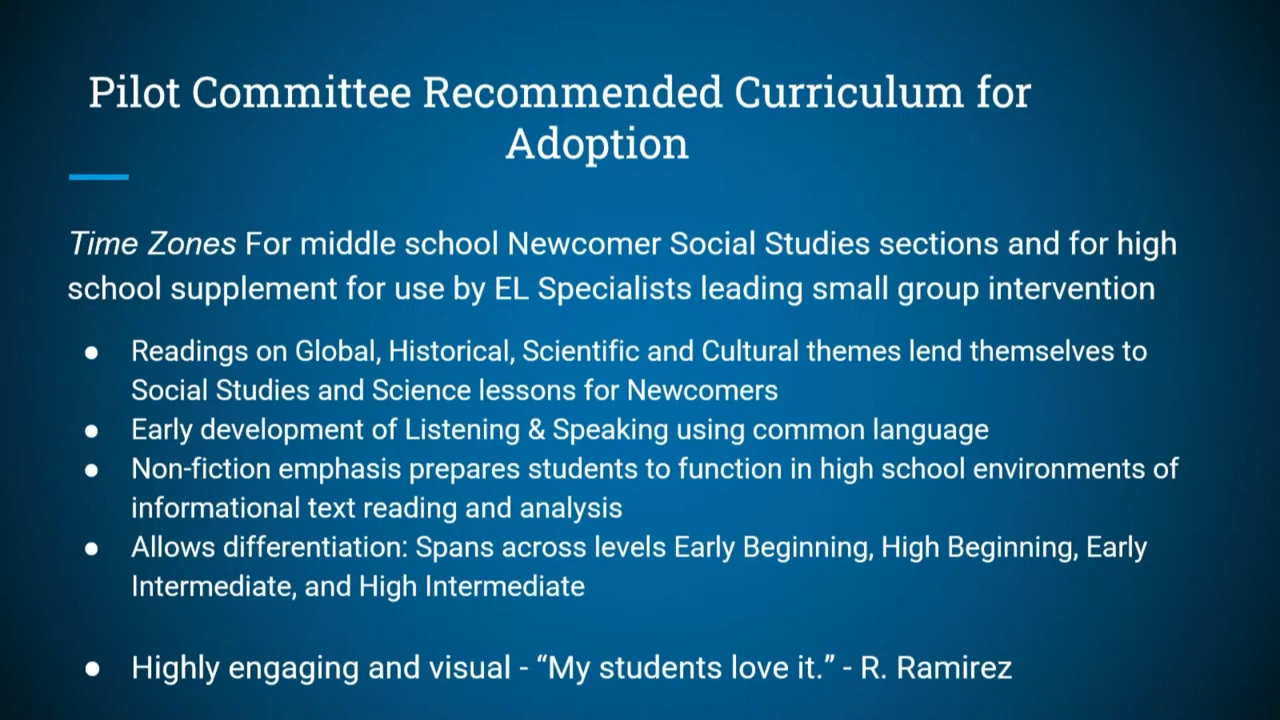 Pilot Committee Recommended Curriculum for
Adoption
Time Zones For middle school Newcomer Social Studies sections and for high
school supplement for use by EL Specialists leading small group intervention
● Readings on Global, Historical, Scientific and Cultural themes lend themselves to
Social Studies and Science lessons for Newcomers
● Early development of Listening & Speaking using common language
● Non-fiction emphasis prepares students to function in high school environments of
informational text reading and analysis
● Allows differentiation: Spans across levels Early Beginning, High Beginning, Early
Intermediate, and High Intermediate
● Highly engaging and visual - “My students love it.” - R. Ramirez